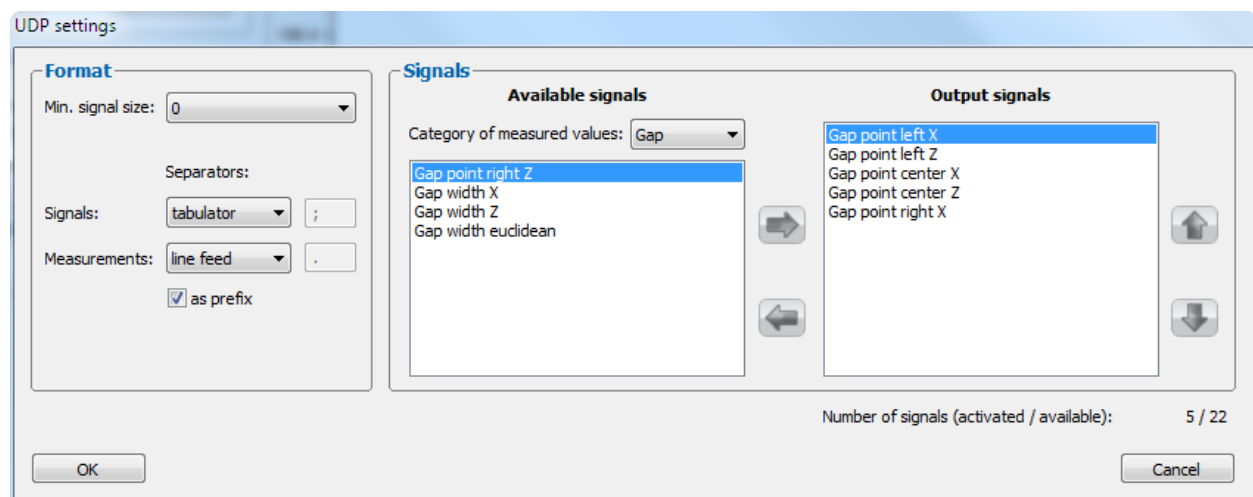 UDP settings
Format
Min. signal size: 0
Separators:
Signals: tabulator ;
Measurements: line feed .
as prefix
Signals
Available signals
Category of measured values: Gap
Gap point right Z
Gap width X
Gap width Z
Gap width euclidean
Output signals
Gap point left X
Gap point left Z
Gap point center X
Gap point center Z
Gap point right X
Number of signals (activated / available): 5 / 22
OK
Cancel